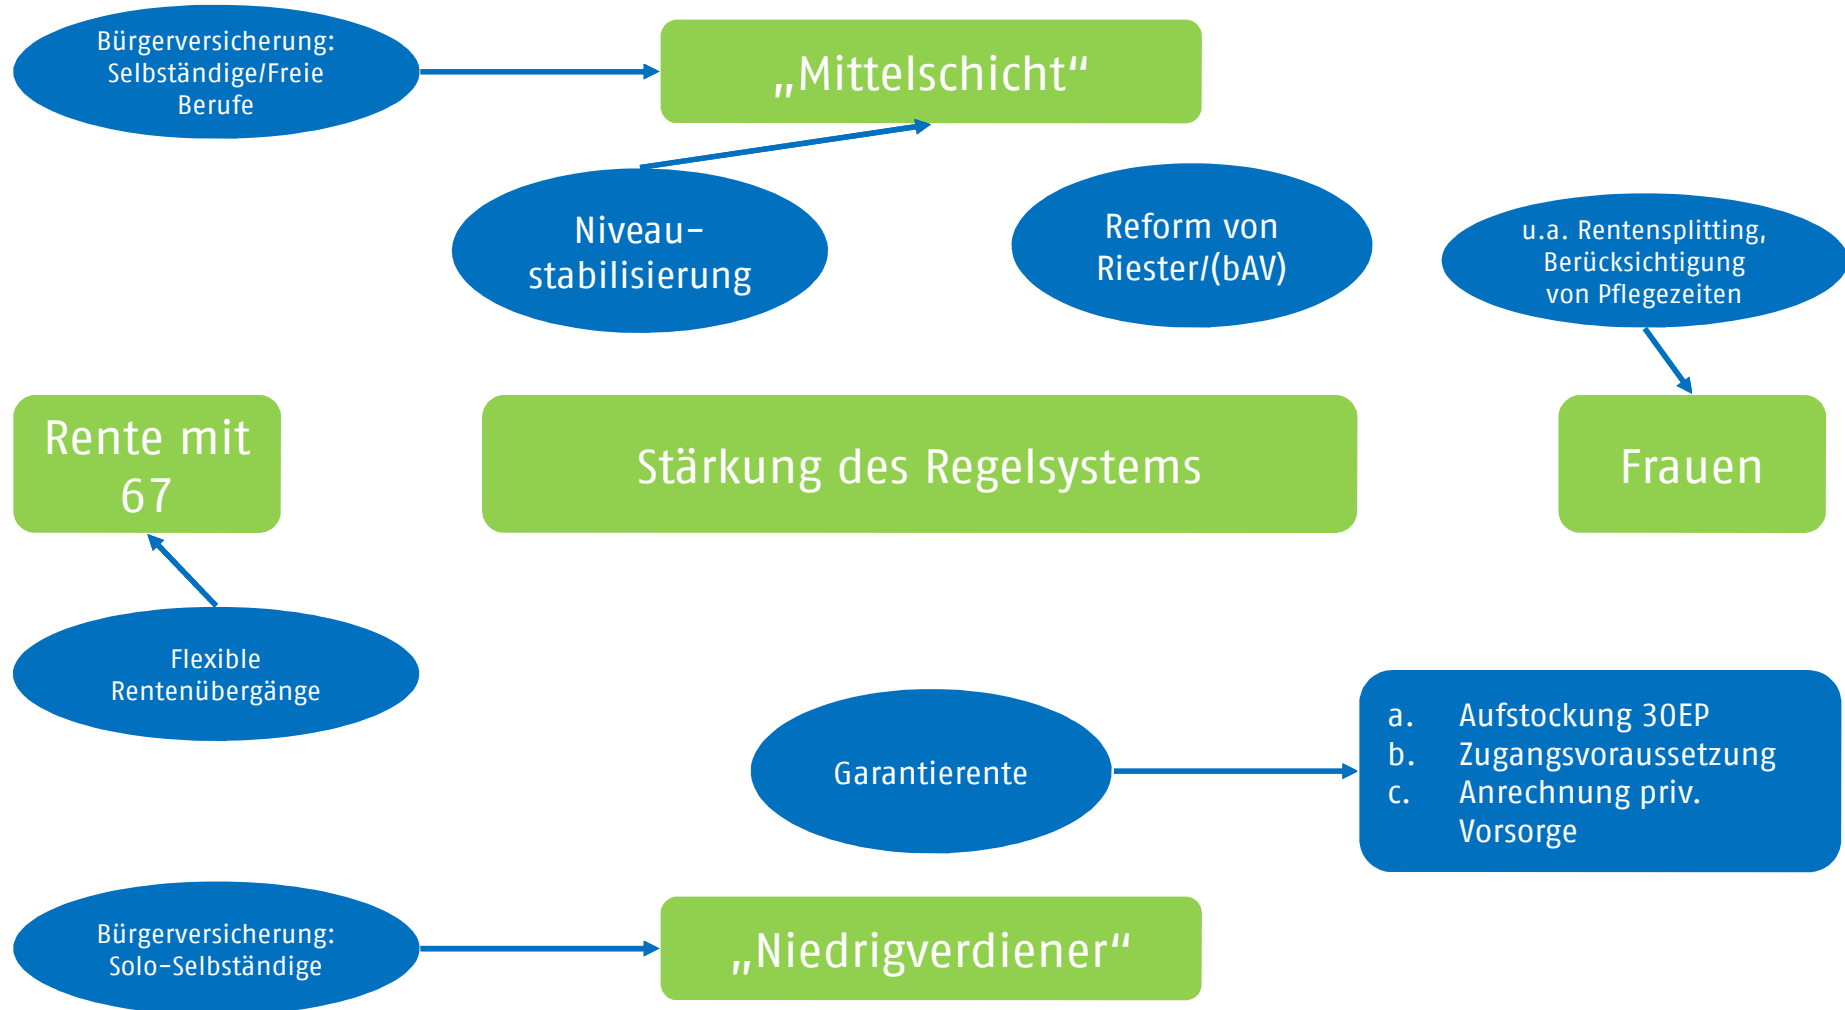 Bürgerversicherung:
Selbständige/Freie
Berufe
„Mittelschicht“
Niveau-
stabilisierung
Reform von
Riester/(bAV)
u.a. Rentensplitting,
Berücksichtigung
von Pflegezeiten
Rente mit
67
Stärkung des Regelsystems
Frauen
Flexible
Rentenübergänge
Garantierente
a. Aufstockung 30EP
b. Zugangsvoraussetzung
c. Anrechnung priv.
Vorsorge
Bürgerversicherung:
Solo-Selbständige
„Niedrigverdiener“